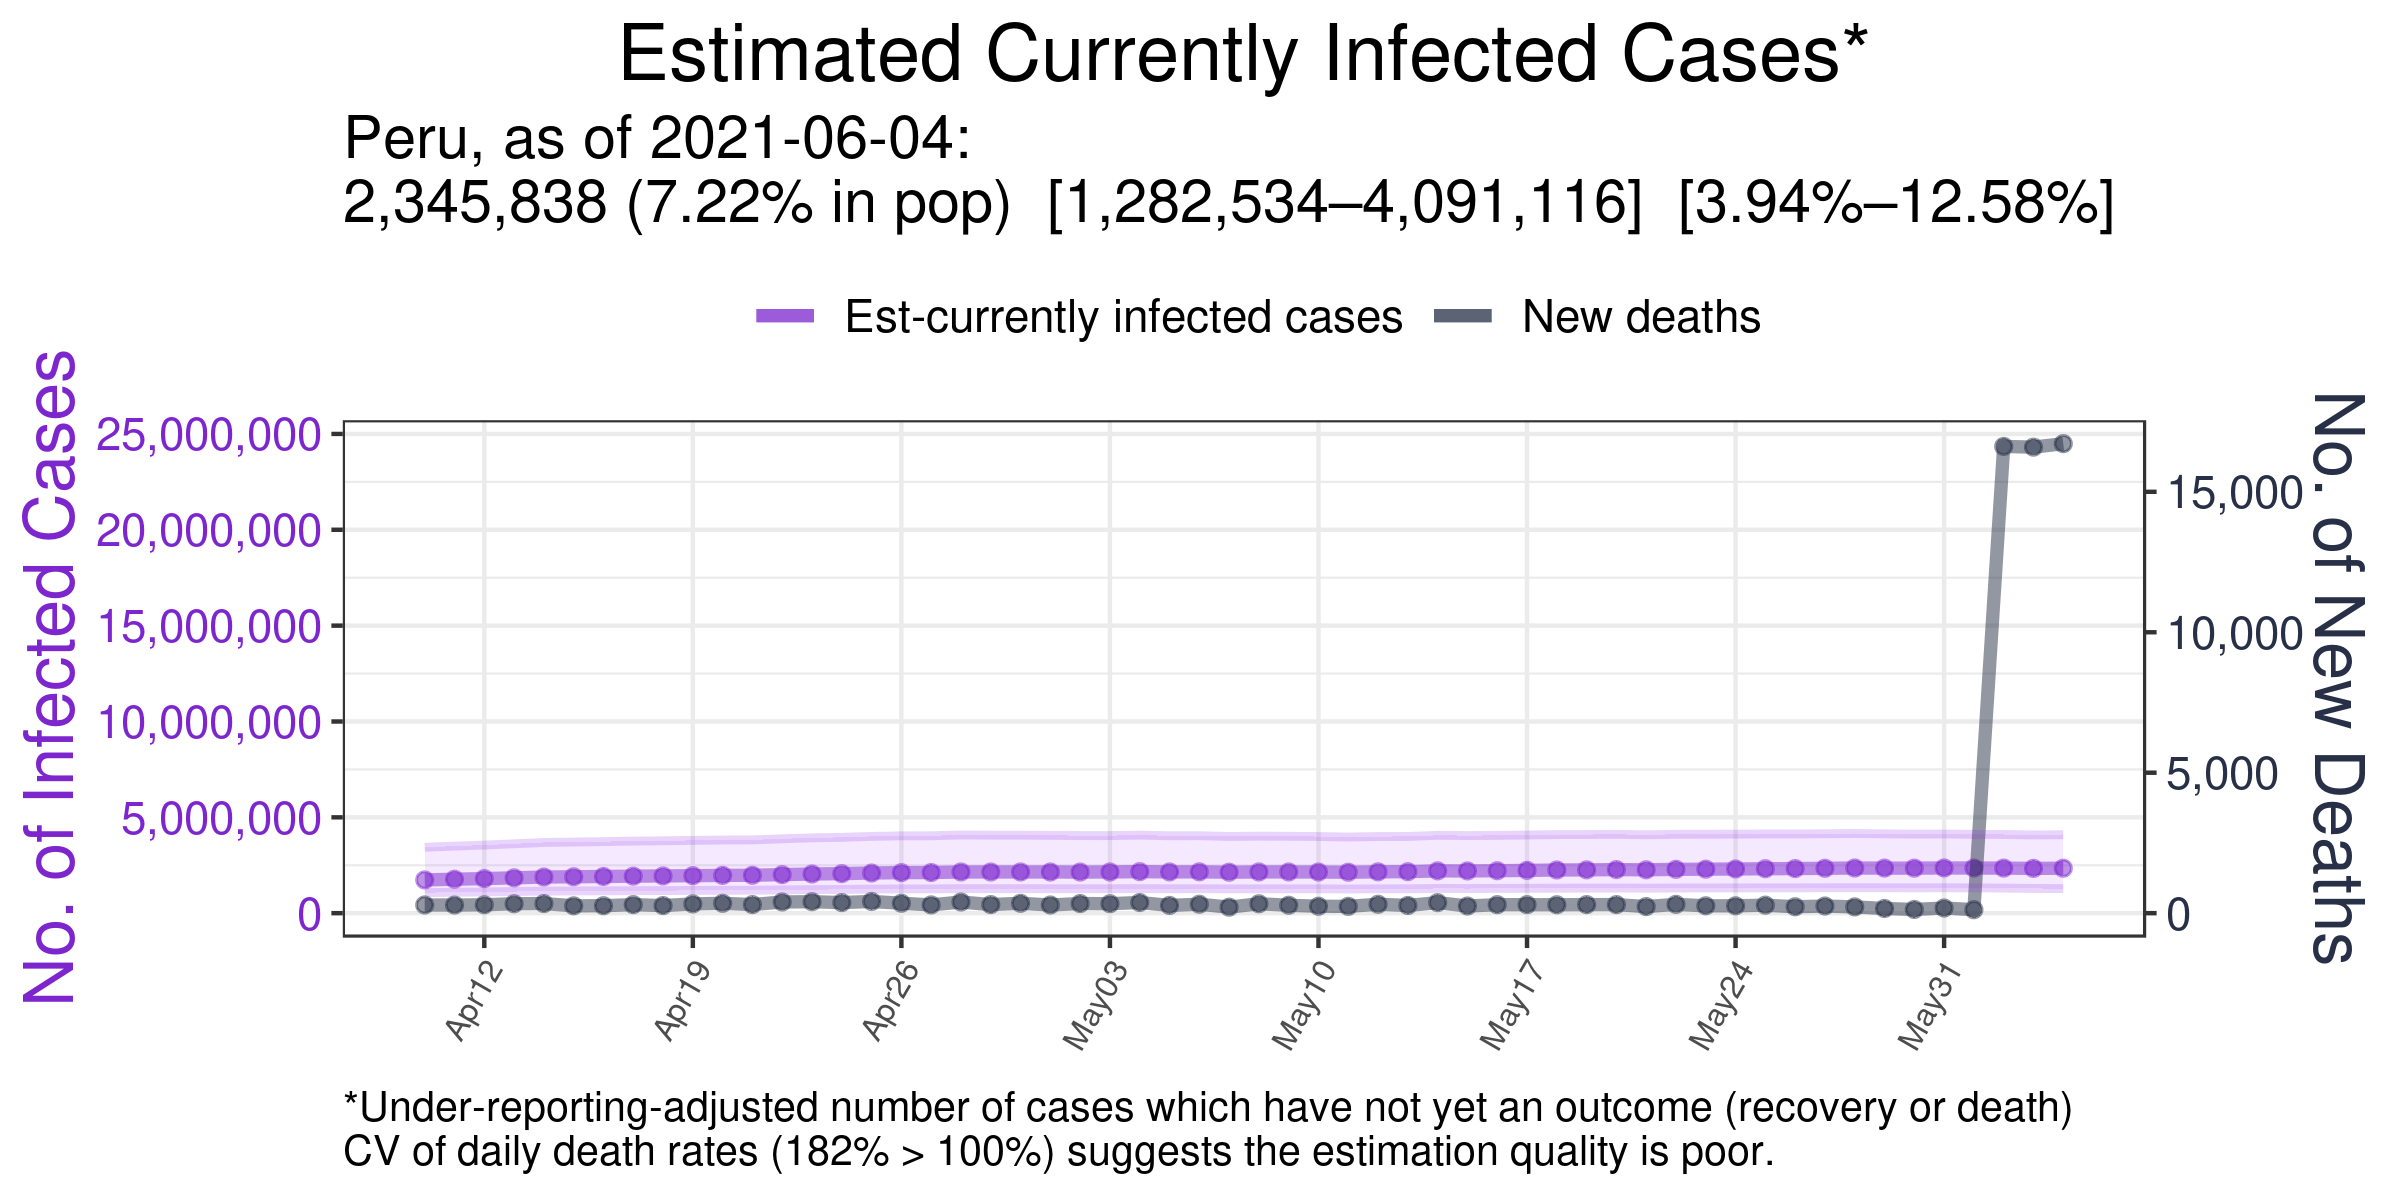 Estimated Currently Infected Cases*
Peru, as of 2021-06-04:
2,345,838 (7.22% in pop)  [1,282,534–4,091,116]  [3.94%–12.58%]
Est-currently infected cases
New deaths
No. of Infected Cases
25,000,000
20,000,000
15,000,000
10,000,000
5,000,000
0
15,000
10,000
5,000
0
No. of New Deaths
Apr12
Apr19
Apr26
May03
May10
May17
May24
May31
*Under-reporting-adjusted number of cases which have not yet an outcome (recovery or death)
CV of daily death rates (182% > 100%) suggests the estimation quality is poor.